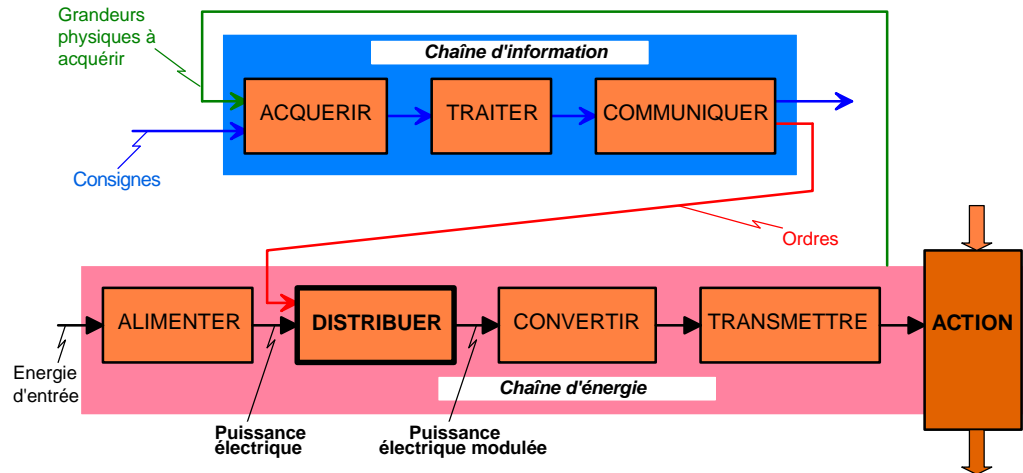 Grandeurs
physiques à
acquérir
Chaîne d'information
ACQUERIR
TRAITER
COMMUNIQUER
Consignes
Ordres
ALIMENTER
DISTRIBUER
CONVERTIR
TRANSMETTRE
ACTION
Energie
d'entrée
Chaîne d'énergie
Puissance
électrique
Puissance
électrique modulée